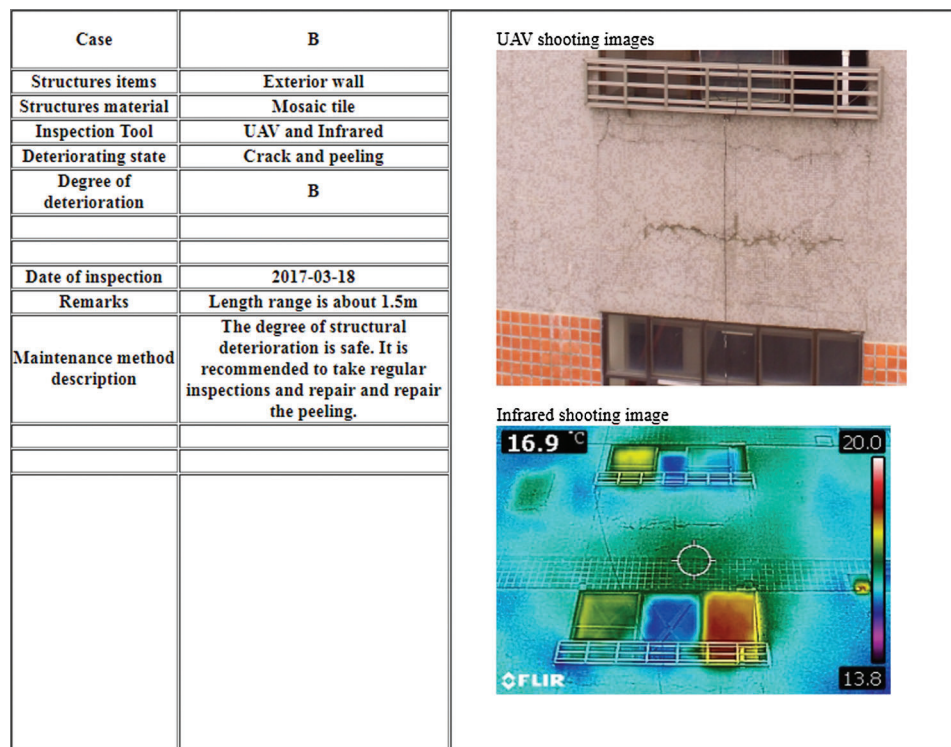 Case B
Structures items Exterior wall
Structures material Mosaic tile
Inspection Tool UAV and Infrared
Deteriorating state Crack and peeling
Degree of
deterioration B
Date of inspection 2017-03-18
Remarks Length range is about 1.5m
Maintenance method
description
The degree of structural
deterioration is safe. It is
recommended to take regular
inspections and repair and repair
the peeling.
UAV shooting images
Infrared shooting image
16.9 °C
20.0
13.8
FLIR